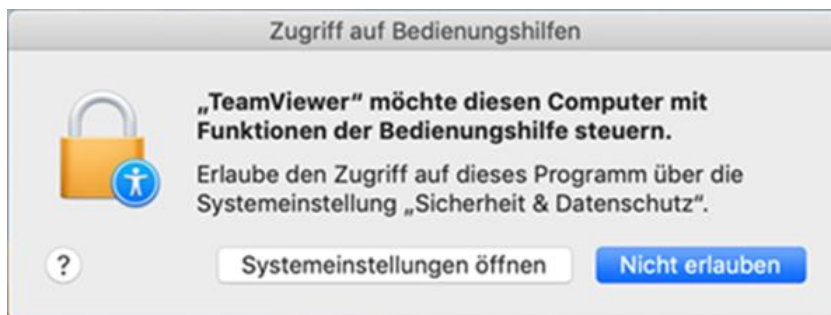 Zugriff auf Bedienungshilfen
„TeamViewer“ möchte diesen Computer mit
Funktionen der Bedienungshilfe steuern.
Erlaube den Zugriff auf dieses Programm über die
Systemeinstellung „Sicherheit & Datenschutz“.
? Systemeinstellungen öffnen Nicht erlauben